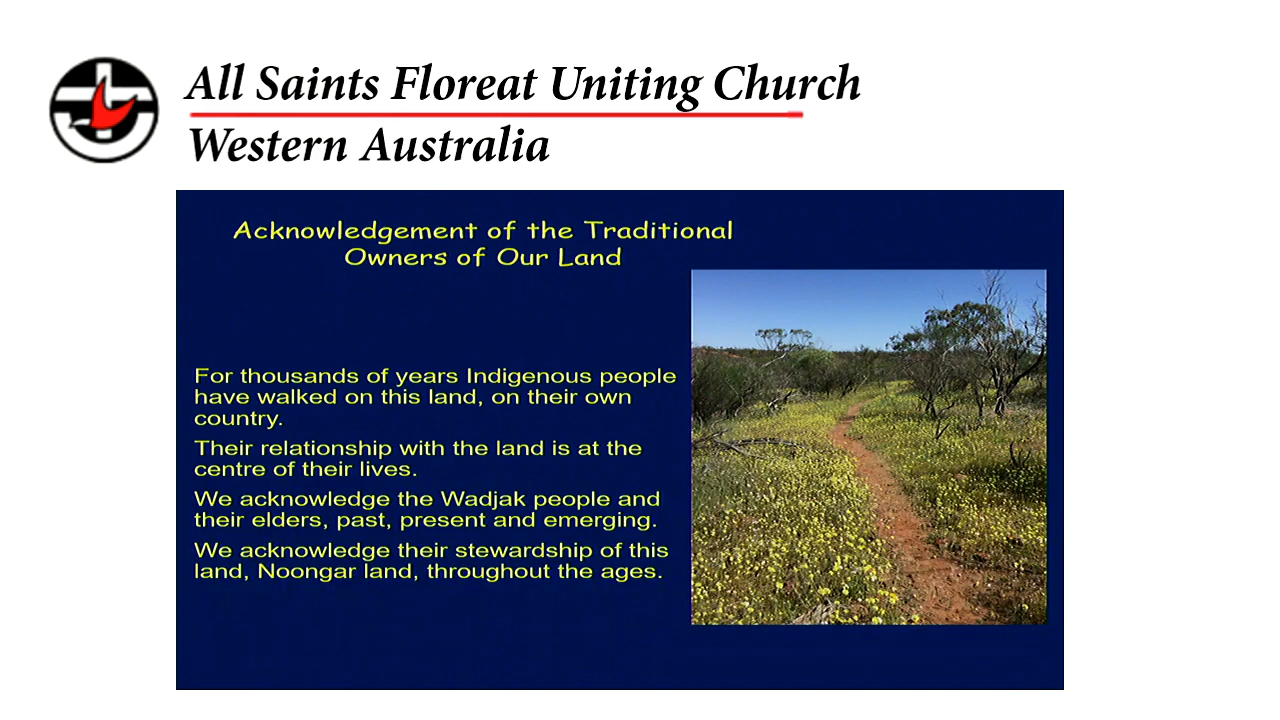 All Saints Floreat Uniting Church
Western Australia
Acknowledgement of the Traditional
Owners of Our Land
For thousands of years Indigenous people
have walked on this land, on their own
country.
Their relationship with the land is at the
centre of their lives.
We acknowledge the Wadjak people and
their elders, past, present and emerging.
We acknowledge their stewardship of this
land, Noongar land, throughout the ages.